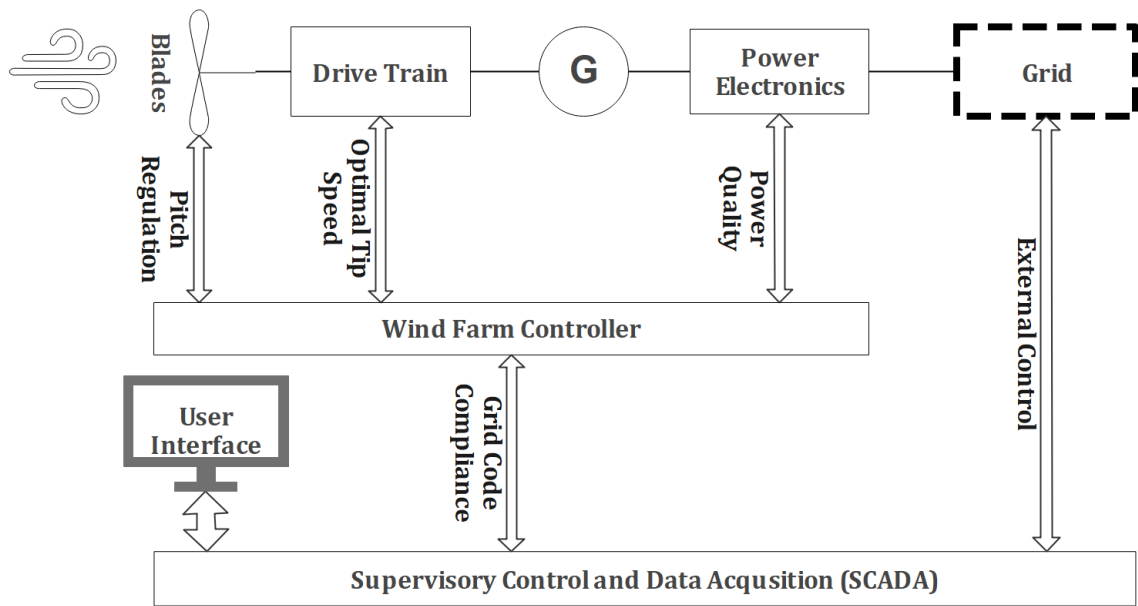 Blades
Drive Train
G
Power
Electronics
Grid
Pitch
Regulation
Optimal Tip
Speed
Power
Quality
External Control
Wind Farm Controller
User
Interface
Grid Code
Compliance
Supervisory Control and Data Acqusition (SCADA)